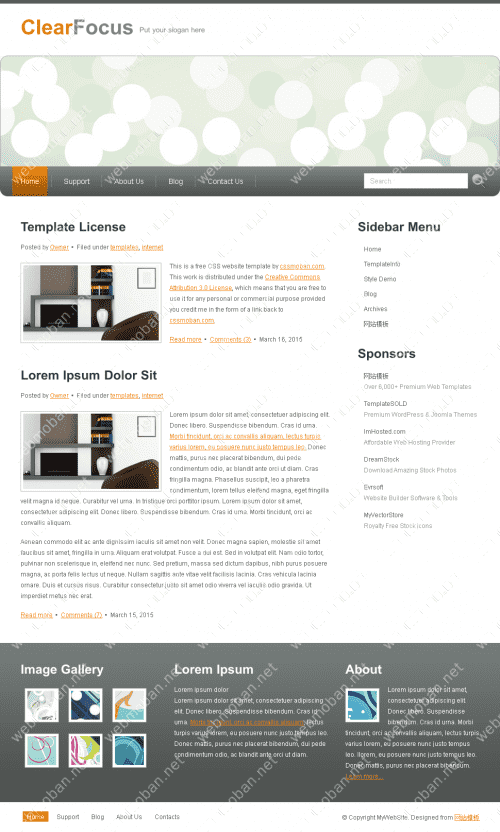 ClearFocus Put your slogan here
Home Support About Us Blog Contact Us Search
Template License
Posted by Owner • Filed under templates, internet
This is a free CSS website template by cssmoban.com.
This work is distributed under the Creative Commons
Attribution 3.0 License, which means that you are free to
use it for any personal or commercial purpose provided
you credit me in the form of a link back to
cssmoban.com.
Read more • Comments (3) • March 16, 2015
Lorem Ipsum Dolor Sit
Posted by Owner • Filed under templates, internet
Lorem ipsum dolor sit amet, consectetuer adipiscing elit.
Donec libero. Suspendisse bibendum. Cras id urna.
Morbi tincidunt, orci ac convallis aliquam, lectus turpis
varius lorem, eu posuere nunc justo tempus leo. Donec
mattis, purus nec placerat bibendum, dui pede
condimentum odio, ac blandit ante orci ut diam. Cras
fringilla magna. Phasellus suscipit, leo a pharetra
condimentum, lorem tellus eleifend magna, eget fringilla
velit magna id neque. Curabitur vel urna. In tristique orci porttitor ipsum. Lorem ipsum dolor sit amet,
consectetuer adipiscing elit. Donec libero. Suspendisse bibendum. Cras id urna. Morbi tincidunt, orci ac
convallis aliquam.
Aenean commodo elit ac ante dignissim iaculis sit amet non velit. Donec magna sapien, molestie sit amet
faucibus sit amet, fringilla in urna. Aliquam erat volutpat. Fusce a dui est. Sed in volutpat elit. Nam odio tortor,
pulvinar non scelerisque in, eleifend nec nunc. Sed pretium, massa sed dictum dapibus, nibh purus posuere
magna, ac porta felis lectus ut neque. Nullam sagittis ante vitae velit facilisis lacinia. Cras vehicula lacinia
ornare. Duis et cursus risus. Curabitur consectetur justo sit amet odio viverra vel iaculis odio gravida. Ut
imperdiet metus nec erat.
Read more • Comments (7) • March 15, 2015
Sidebar Menu
Home
TemplateInfo
Style Demo
Blog
Archives
网站模板
Sponsors
网站模板
Over 6,000+ Premium Web Templates
TemplateSOLD
Premium WordPress & Joomla Themes
ImHosted.com
Affordable Web Hosting Provider
DreamStock
Download Amazing Stock Photos
Evrsoft
Website Builder Software & Tools
MyVectorStore
Royalty Free Stock Icons
Image Gallery
Lorem Ipsum
Lorem ipsum dolor
Lorem ipsum dolor sit amet, consectetuer adipiscing
elit. Donec libero. Suspendisse bibendum. Cras id
urna. Morbi tincidunt, orci ac convallis aliquam, lectus
turpis varius lorem, eu posuere nunc justo tempus leo.
Donec mattis, purus nec placerat bibendum, dui pede
condimentum odio, ac blandit ante orci ut diam.
About
Lorem ipsum dolor sit amet,
consectetuer adipiscing elit.
Donec libero. Suspendisse
bibendum. Cras id urna. Morbi
tincidunt, orci ac convallis aliquam, lectus turpis
varius lorem, eu posuere nunc justo tempus leo.
Donec mattis, purus nec placerat bibendum.
Learn more...
Home Support Blog About Us Contacts
© Copyright MyWebSite. Designed from 网站模板